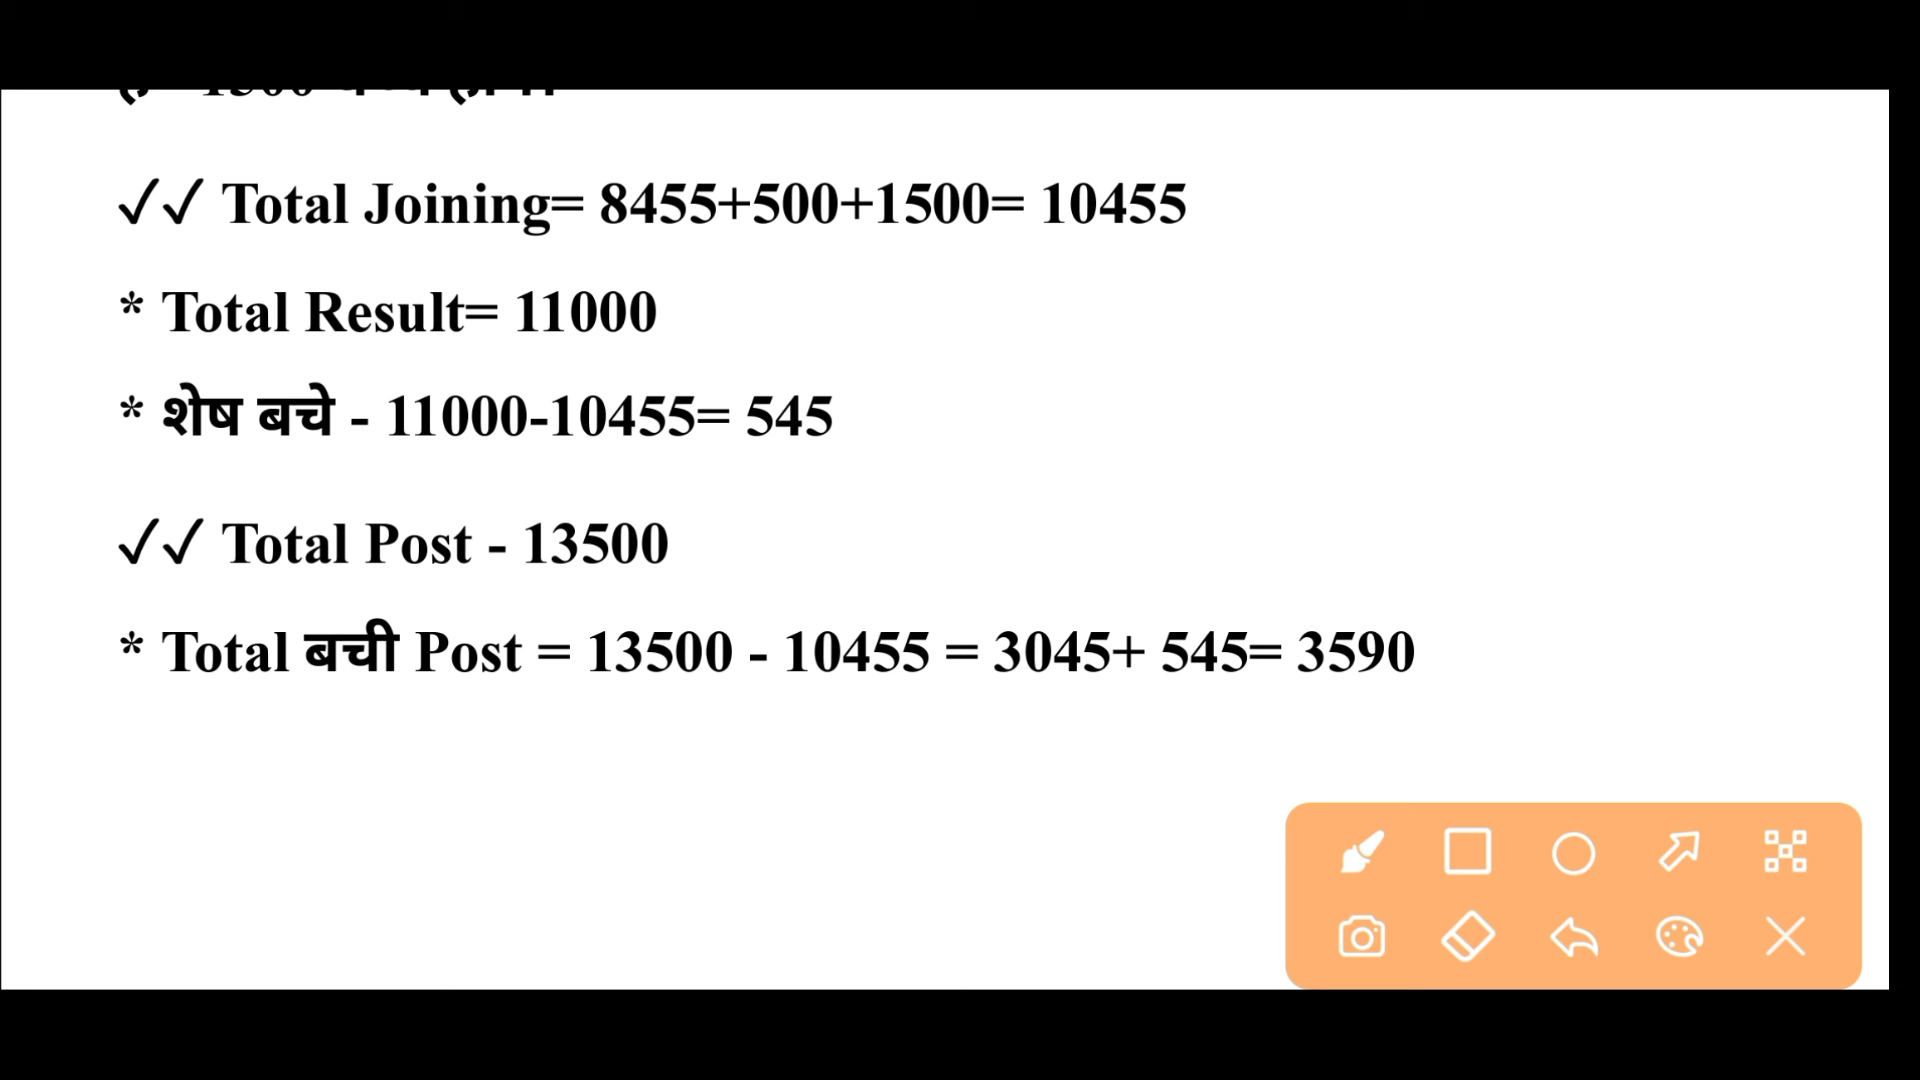 ✓✓ Total Joining= 8455+500+1500= 10455
* Total Result= 11000
* शेष बचे - 11000-10455= 545
✓✓ Total Post - 13500
* Total बची Post = 13500 - 10455 = 3045+ 545= 3590